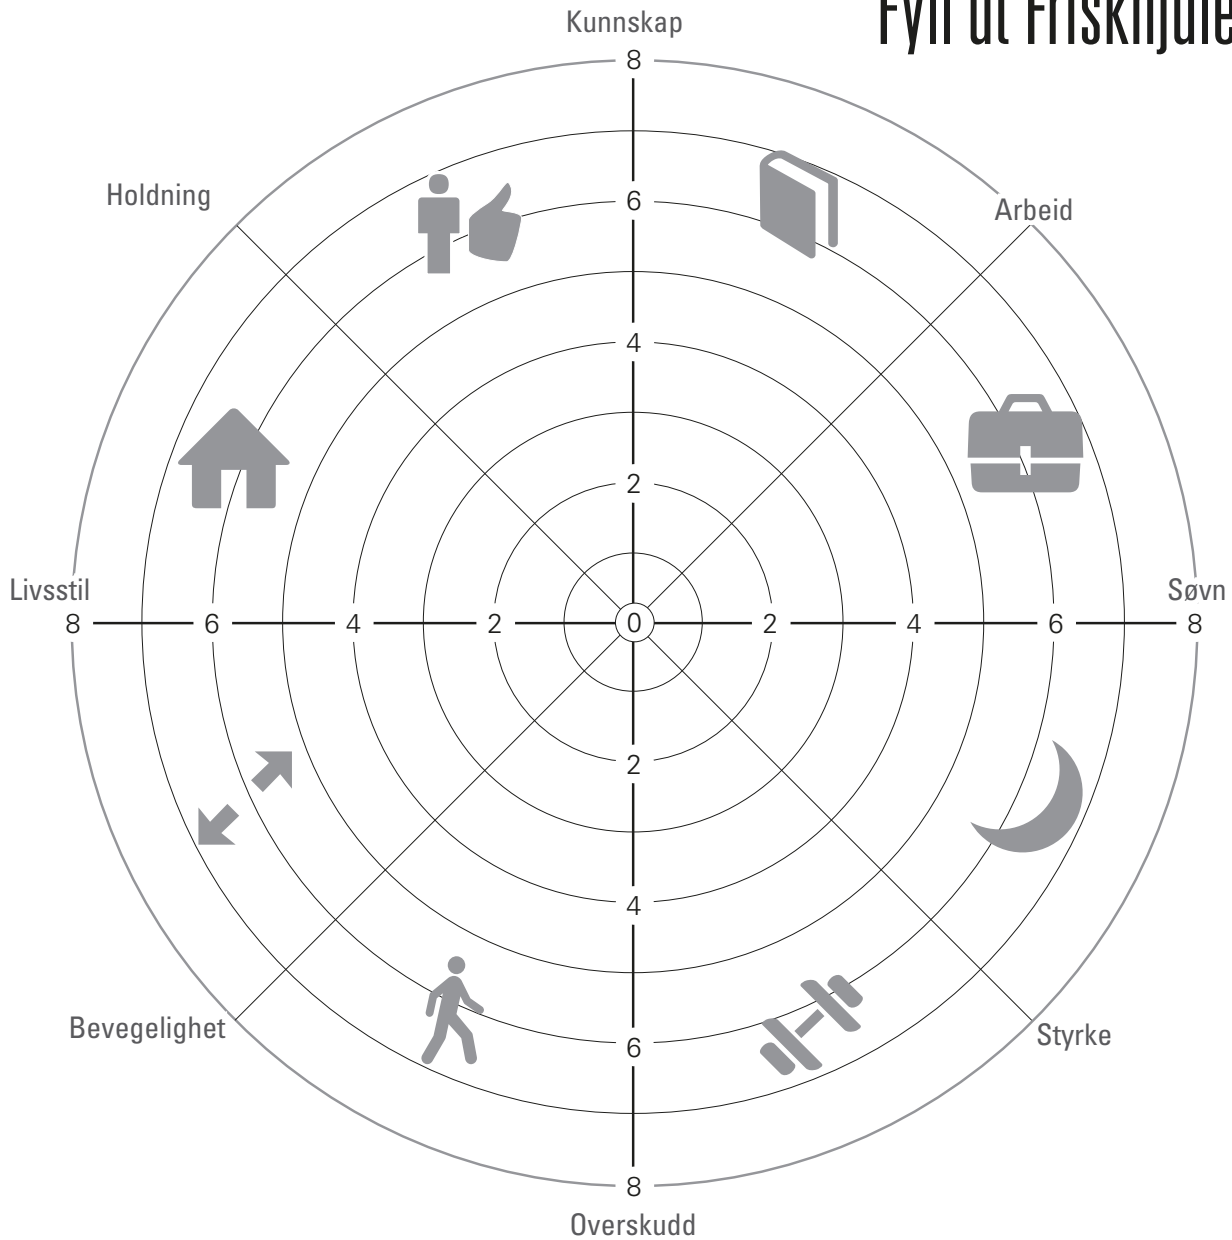 Fyll ut Friskhjule
Kunnskap
8
Holdning
6
Arbeid
4
2
Livsstil
Søvn
8 6 4 2 0 2 4 6 8
2
4
Bevegelighet
Styrke
6
8
Overskudd